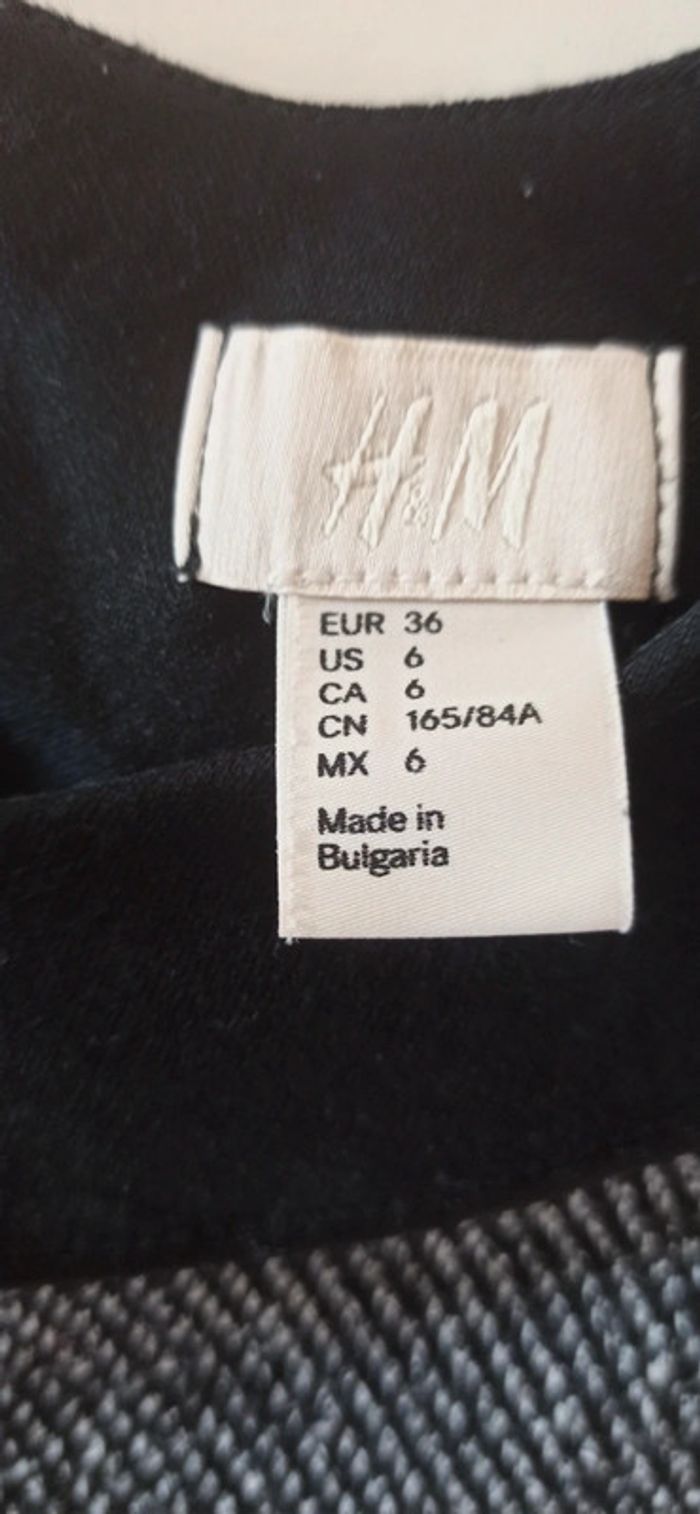 H&M
EUR 36
US 6
CA 6
CN 165/84A
MX 6
Made in
Bulgaria